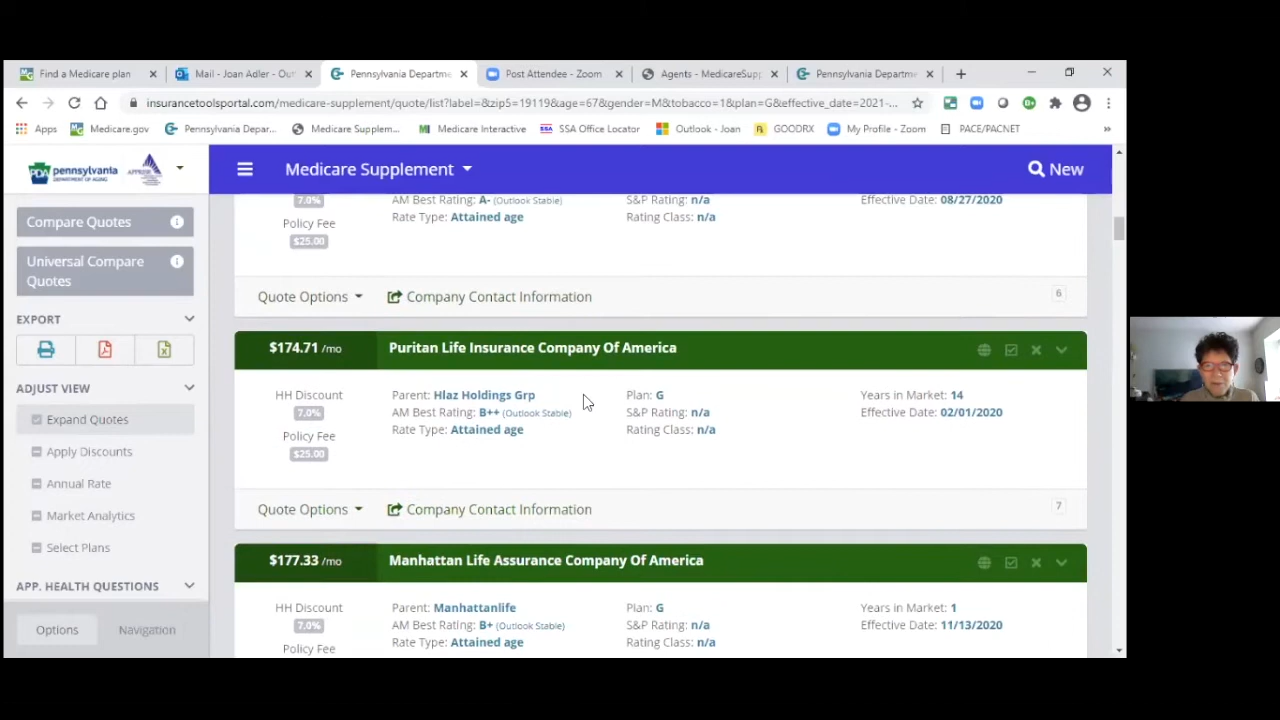 Find a Medicare plan
Mail - Joan Adler - Out
Pennsylvania Departme
Post Attendee - Zoom
Agents - MedicareSupp
Pennsylvania Departme
insurancetoolsportal.com/medicare-supplement/quote/list?label=&zip5=19119&age=67&gender=M&tobacco=1&plan=G&effective_date=2021-...
Apps
Medicare.gov
Pennsylvania Depar...
Medicare Supplem...
Medicare Interactive
SSA Office Locator
Outlook - Joan
GOODRX
My Profile - Zoom
PACE/PACNET
»
pennsylvania
DEPARTMENT OF AGING
APPRISE
Medicare Supplement
New
Compare Quotes
Universal Compare
Quotes
EXPORT
ADJUST VIEW
Expand Quotes
Apply Discounts
Annual Rate
Market Analytics
Select Plans
APP. HEALTH QUESTIONS
Options
Navigation
7.0%
Policy Fee
$25.00
AM Best Rating: A- (Outlook Stable)
Rate Type: Attained age
S&P Rating: n/a
Rating Class: n/a
Effective Date: 08/27/2020
Quote Options
Company Contact Information
6
$174.71 /mo
Puritan Life Insurance Company Of America
HH Discount
7.0%
Policy Fee
$25.00
Parent: Hlaz Holdings Grp
AM Best Rating: B++ (Outlook Stable)
Rate Type: Attained age
Plan: G
S&P Rating: n/a
Rating Class: n/a
Years in Market: 14
Effective Date: 02/01/2020
Quote Options
Company Contact Information
7
$177.33 /mo
Manhattan Life Assurance Company Of America
HH Discount
7.0%
Policy Fee
Parent: Manhattanlife
AM Best Rating: B+ (Outlook Stable)
Rate Type: Attained age
Plan: G
S&P Rating: n/a
Rating Class: n/a
Years in Market: 1
Effective Date: 11/13/2020